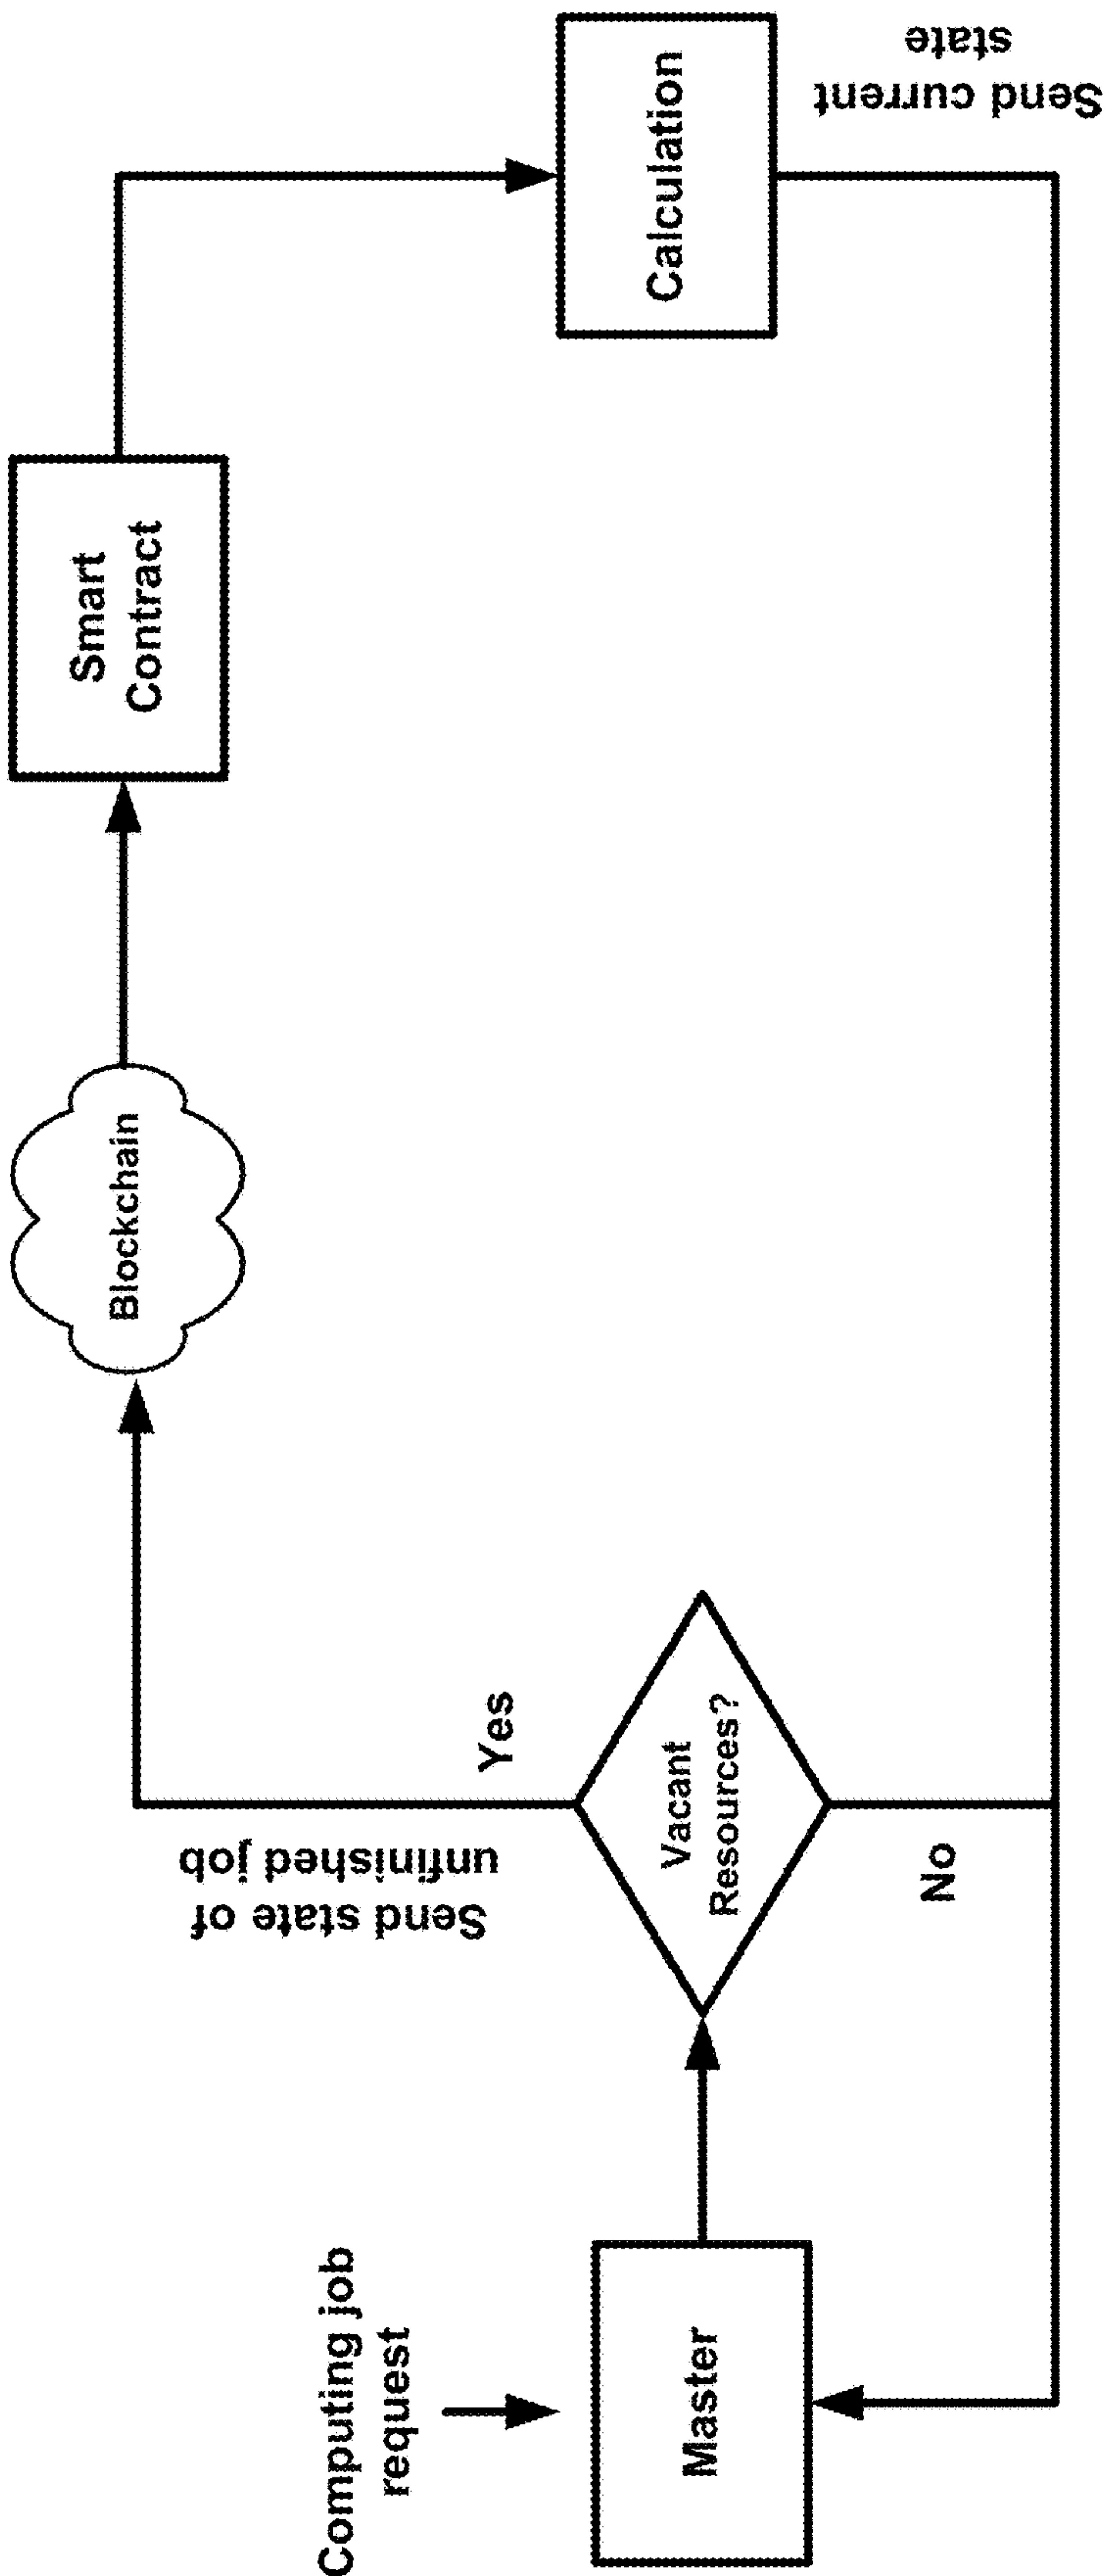 Computing job
request
Master
Vacant
Resources?
Yes
No
Send state of
unfinished job
Blockchain
Smart
Contract
Calculation
Send current
state